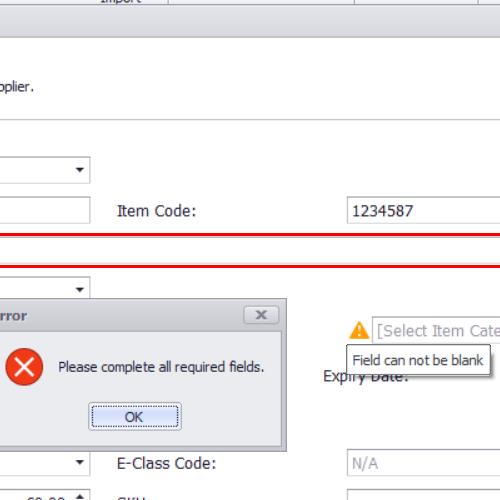 Import
pplier.
Item Code:
1234587
rror
Please complete all required fields.
OK
[Select Item Cate
Field can not be blank
Expiry Date:
E-Class Code:
N/A